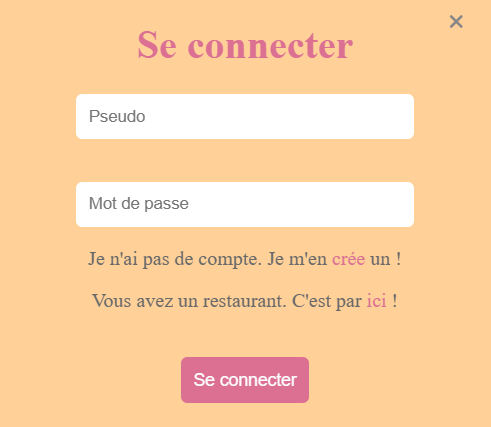 Se connecter
Pseudo
Mot de passe
Je n'ai pas de compte. Je m'en crée un !
Vous avez un restaurant. C'est par ici !
Se connecter